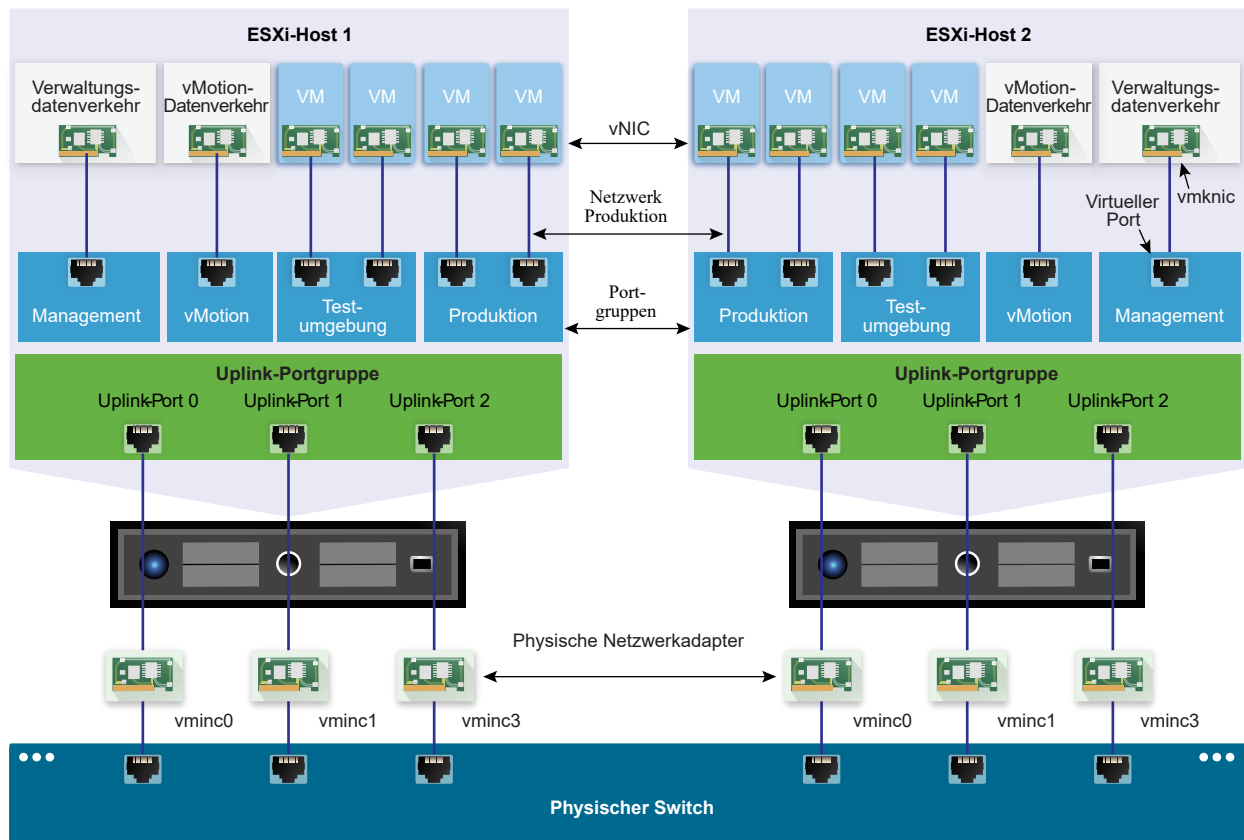 ESXi-Host 1
ESXi-Host 2
Verwaltungs-
datenverkehr
vMotion-
Datenverkehr
VM
VM
VM
VM
vNIC
VM
VM
VM
VM
vMotion-
Datenverkehr
Verwaltungs-
datenverkehr
vmknic
Virtueller
Port
Netzwerk
Produktion
Management
vMotion
Test-
umgebung
Produktion
Port-
gruppen
Produktion
Test-
umgebung
vMotion
Management
Uplink-Portgruppe
Uplink-Port 0
Uplink-Port 1
Uplink-Port 2
Uplink-Portgruppe
Uplink-Port 0
Uplink-Port 1
Uplink-Port 2
Physische Netzwerkadapter
vminc0
vminc1
vminc3
vminc0
vminc1
vminc3
Physischer Switch